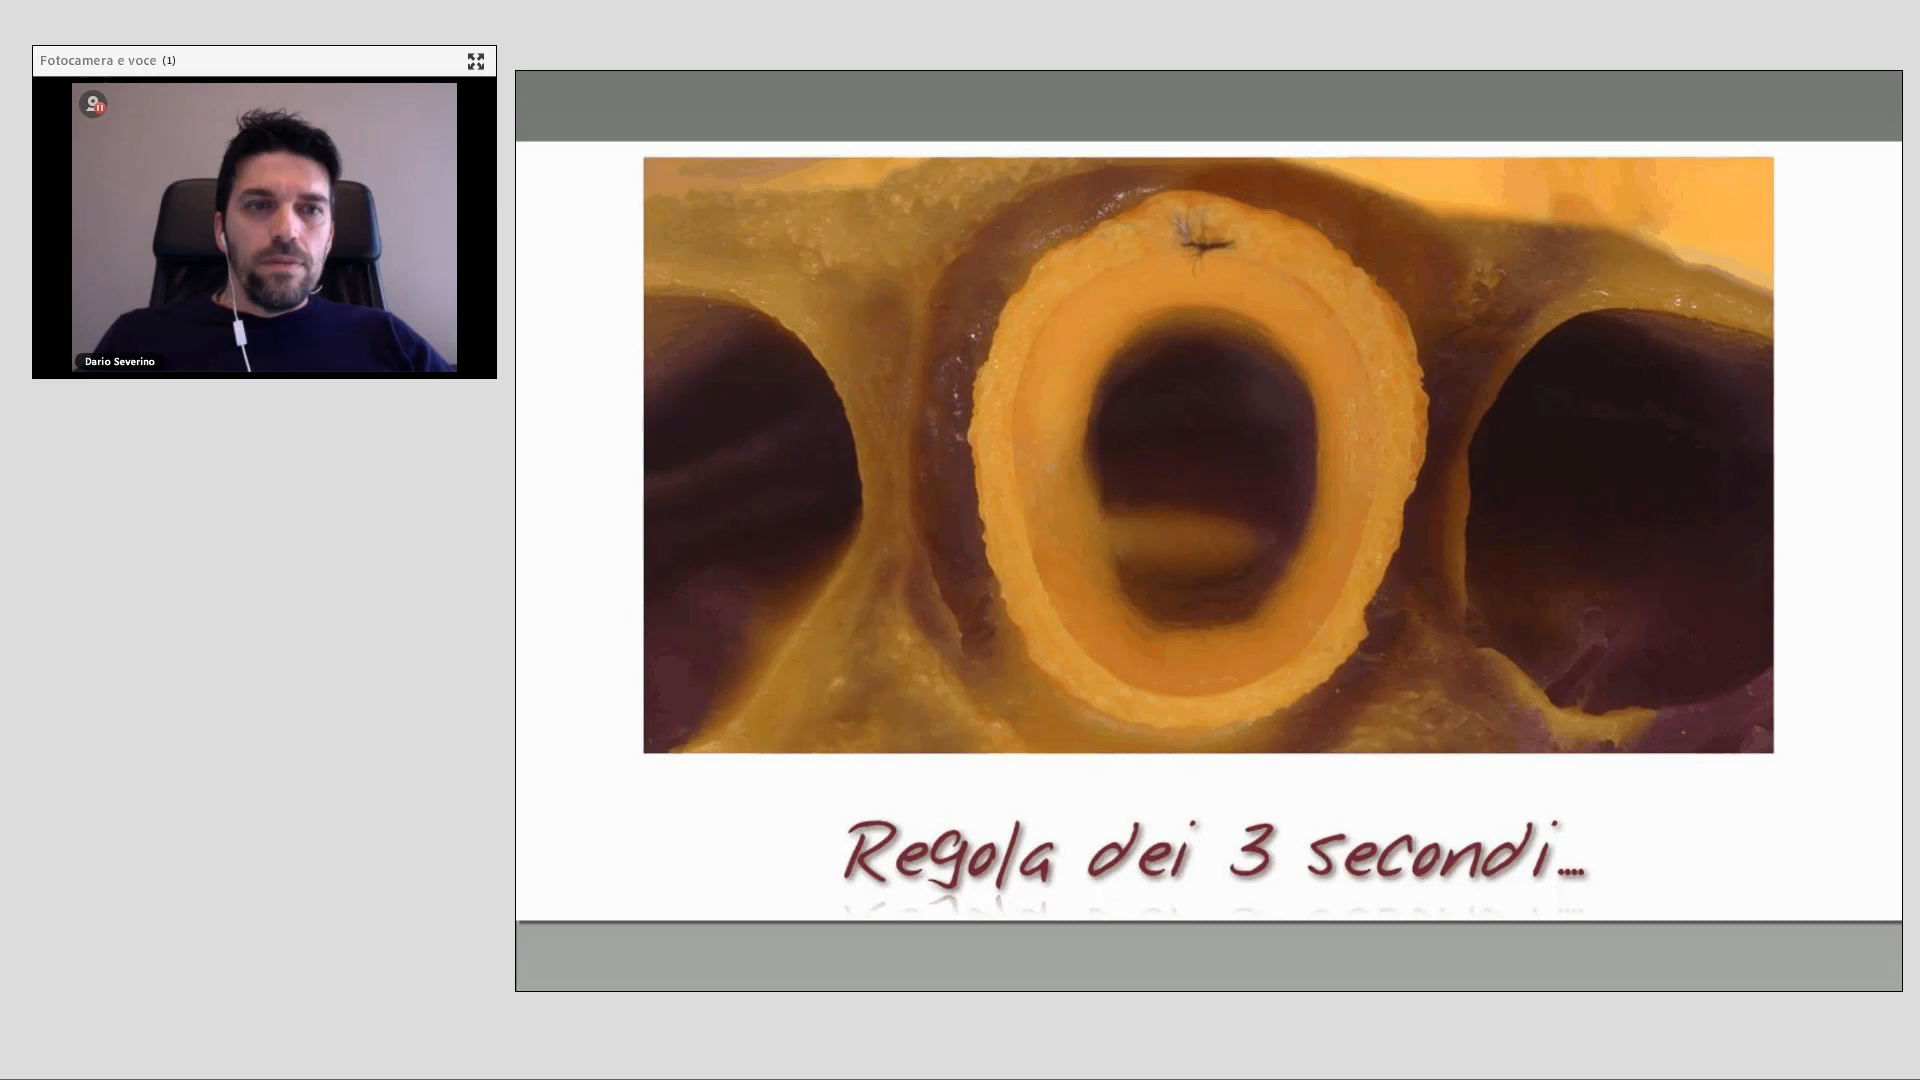 Fotocamera e voce (1)
Dario Severino
Regola dei 3 secondi....